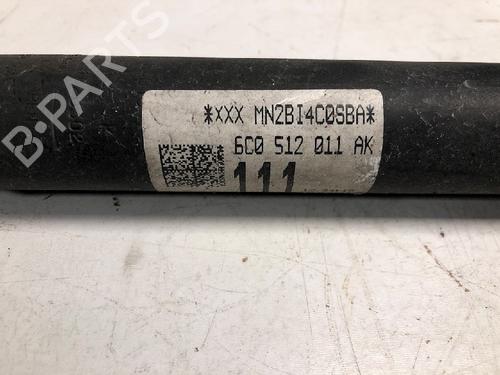 *XXX MN2BI4C0SBA*
6C0 512 011 AK
111
B-PARTS